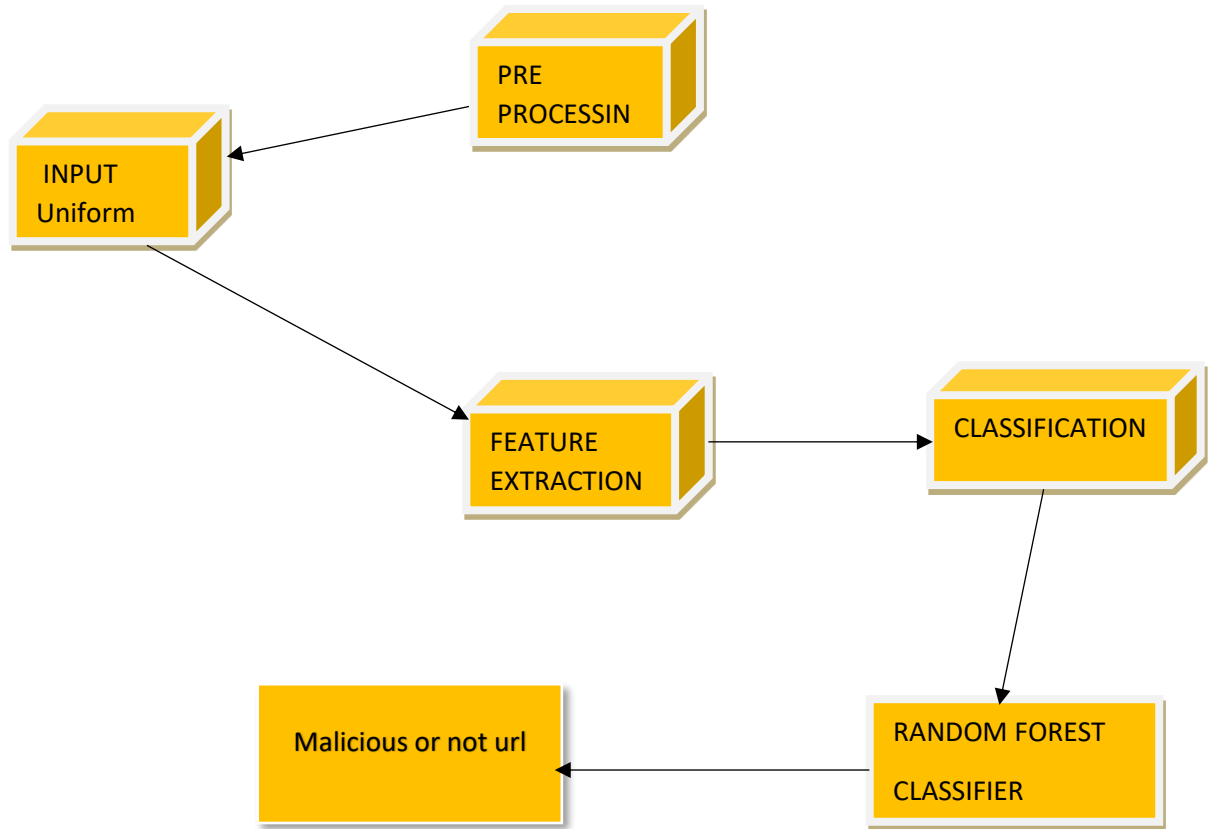 PRE
PROCESSIN
INPUT
Uniform
FEATURE
EXTRACTION
CLASSIFICATION
RANDOM FOREST
CLASSIFIER
Malicious or not url